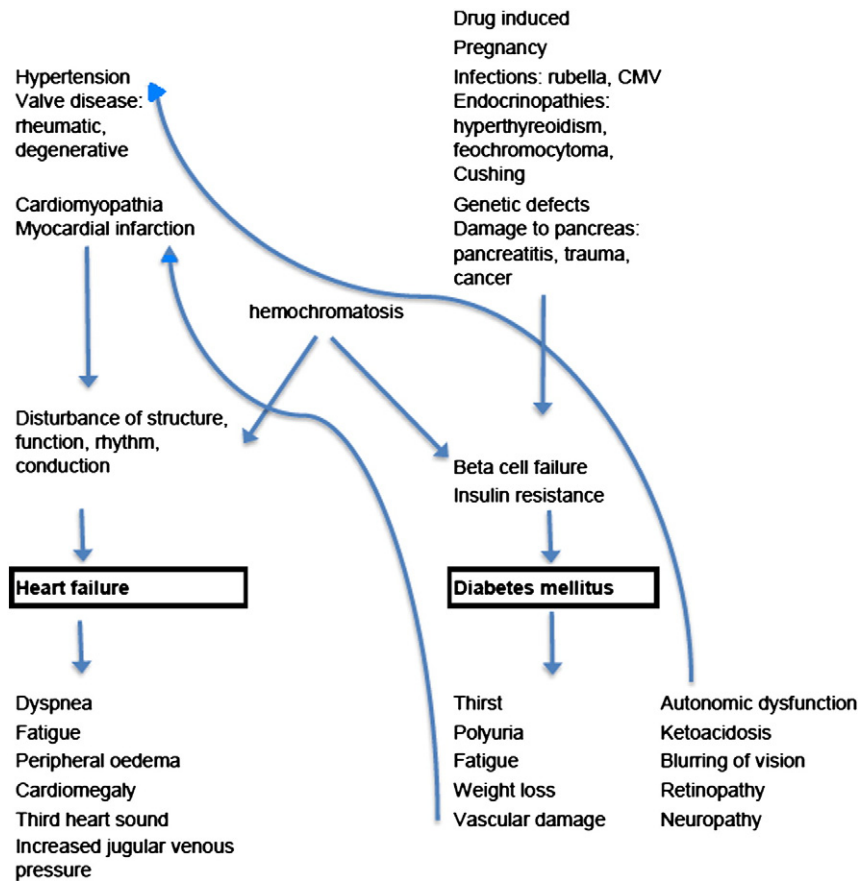 Drug induced
Pregnancy
Infections: rubella, CMV
Endocrinopathies:
hyperthyreoidism,
feochromocytoma,
Cushing
Genetic defects
Damage to pancreas:
pancreatitis, trauma,
cancer
Hypertension
Valve disease:
rheumatic,
degenerative
Cardiomyopathia
Myocardial infarction
hemochromatosis
Disturbance of structure,
function, rhythm,
conduction
Beta cell failure
Insulin resistance
Heart failure
Diabetes mellitus
Dyspnea
Fatigue
Peripheral oedema
Cardiomegaly
Third heart sound
Increased jugular venous
pressure
Thirst
Polyuria
Fatigue
Weight loss
Vascular damage
Autonomic dysfunction
Ketoacidosis
Blurring of vision
Retinopathy
Neuropathy